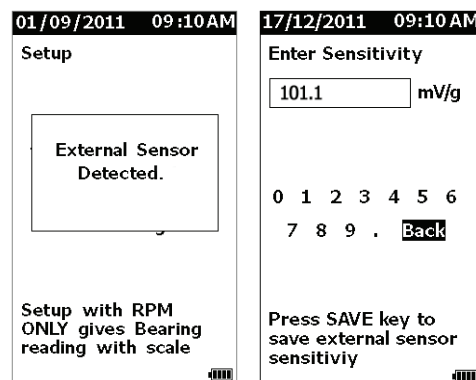 01/09/2011 09:10AM
Setup
External Sensor
Detected.
Setup with RPM
ONLY gives Bearing
reading with scale
17/12/2011 09:10 AM
Enter Sensitivity
101.1 mV/g
0 1 2 3 4 5 6
7 8 9 . Back
Press SAVE key to
save external sensor
sensitiviy